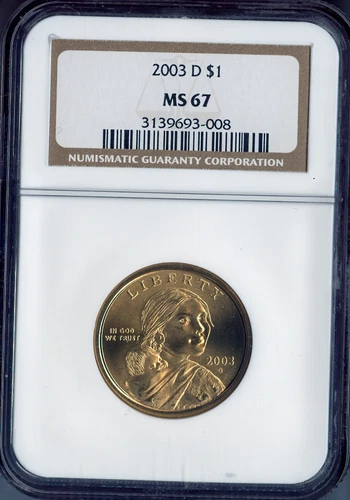 2003 D $1
MS 67
3139693-008
NUMISMATIC GUARANTY CORPORATION
LIBERTY
IN GOD
WE TRUST
2003
D